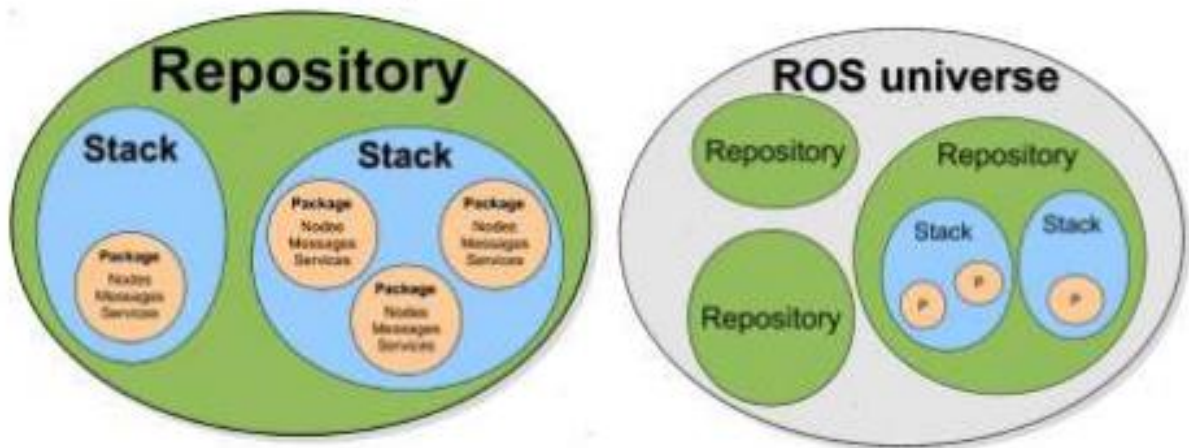 Repository
Stack
Package
Nodes
Messages
Services
Stack
Package
Nodes
Messages
Services
Package
Nodes
Messages
Services
Package
Nodes
Messages
Services
ROS universe
Repository
Repository
Repository
Stack
P
P
Stack
P